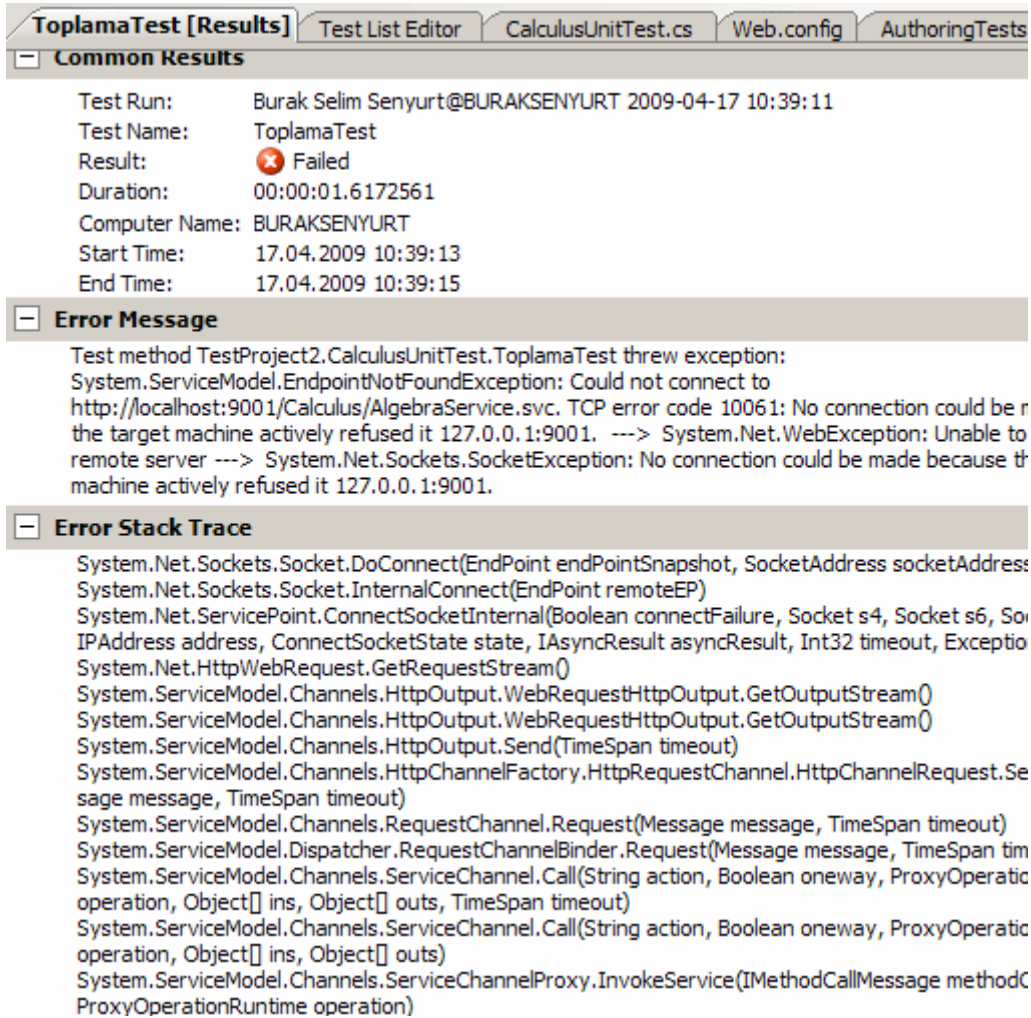 ToplamaTest [Results] Test List Editor CalculusUnitTest.cs Web.config AuthoringTests
Common Results
Test Run: Burak Selim Senyurt@BURAKSENYURT 2009-04-17 10:39:11
Test Name: ToplamaTest
Result: Failed
Duration: 00:00:01.6172561
Computer Name: BURAKSENYURT
Start Time: 17.04.2009 10:39:13
End Time: 17.04.2009 10:39:15
Error Message
Test method TestProject2.CalculusUnitTest.ToplamaTest threw exception:
System.ServiceModel.EndpointNotFoundException: Could not connect to
http://localhost:9001/Calculus/AlgebraService.svc. TCP error code 10061: No connection could be
the target machine actively refused it 127.0.0.1:9001. ---> System.Net.WebException: Unable to
remote server ---> System.Net.Sockets.SocketException: No connection could be made because
machine actively refused it 127.0.0.1:9001.
Error Stack Trace
System.Net.Sockets.Socket.DoConnect(EndPoint endPointSnapshot, SocketAddress socketAddress
System.Net.Sockets.Socket.InternalConnect(EndPoint remoteEP)
System.Net.ServicePoint.ConnectSocketInternal(Boolean connectFailure, Socket s4, Socket s6,
IPAddress address, ConnectSocketState state, IAsyncResult asyncResult, Int32 timeout,
System.Net.HttpWebRequest.GetRequestStream()
System.ServiceModel.Channels.HttpOutput.WebRequestHttpOutput.GetOutputStream()
System.ServiceModel.Channels.HttpOutput.WebRequestHttpOutput.GetOutputStream()
System.ServiceModel.Channels.HttpOutput.Send(TimeSpan timeout)
System.ServiceModel.Channels.HttpChannelFactory.HttpRequestChannel.HttpChannelRequest.Se
sage message, TimeSpan timeout)
System.ServiceModel.Channels.RequestChannel.Request(Message message, TimeSpan timeout)
System.ServiceModel.Dispatcher.RequestChannelBinder.Request(Message message, TimeSpan tim
System.ServiceModel.Channels.ServiceChannel.Call(String action, Boolean oneway, ProxyOperatio
operation, Object[] ins, Object[] outs, TimeSpan timeout)
System.ServiceModel.Channels.ServiceChannel.Call(String action, Boolean oneway, ProxyOperatio
operation, Object[] ins, Object[] outs)
System.ServiceModel.Channels.ServiceChannelProxy.InvokeService(IMethodCallMessage methodC
ProxyOperationRuntime operation)